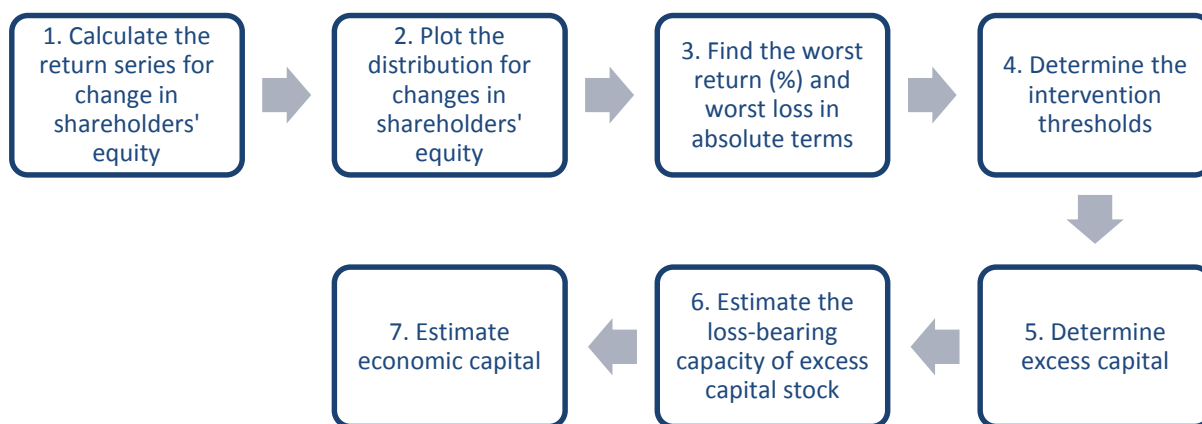 1. Calculate the
return series for
change in
shareholders'
equity
2. Plot the
distribution for
changes in
shareholders'
equity
3. Find the worst
return (%) and
worst loss in
absolute terms
4. Determine the
intervention
thresholds
5. Determine
excess capital
6. Estimate the
loss-bearing
capacity of excess
capital stock
7. Estimate
economic capital